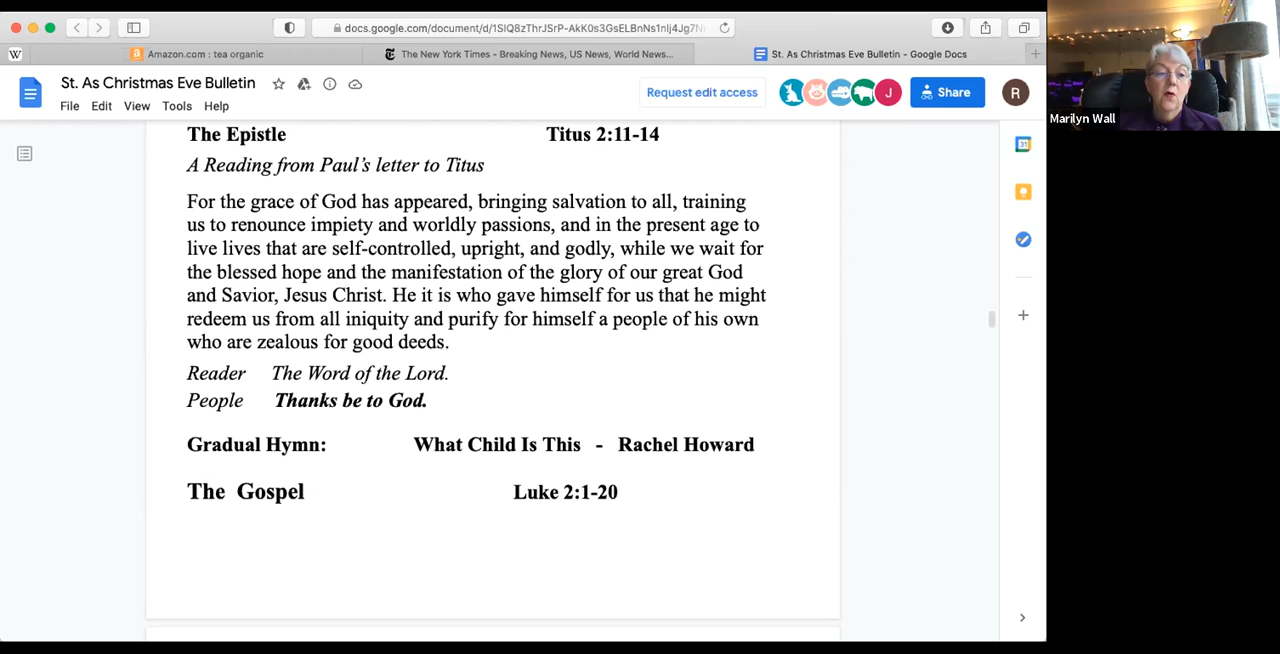 docs.google.com/document/d/1SIQ8zThrJSrP-AkK0s3GsELBnNs1nlj4Jg7N
W
a Amazon.com : tea organic
The New York Times - Breaking News, US News, World News...
St. As Christmas Eve Bulletin - Google Docs
St. As Christmas Eve Bulletin
File Edit View Tools Help
Request edit access
J
Share
R
Marilyn Wall
31
The Epistle Titus 2:11-14
A Reading from Paul's letter to Titus
For the grace of God has appeared, bringing salvation to all, training
us to renounce impiety and worldly passions, and in the present age to
live lives that are self-controlled, upright, and godly, while we wait for
the blessed hope and the manifestation of the glory of our great God
and Savior, Jesus Christ. He it is who gave himself for us that he might
redeem us from all iniquity and purify for himself a people of his own
who are zealous for good deeds.
Reader The Word of the Lord.
People Thanks be to God.
Gradual Hymn: What Child Is This - Rachel Howard
The Gospel Luke 2:1-20